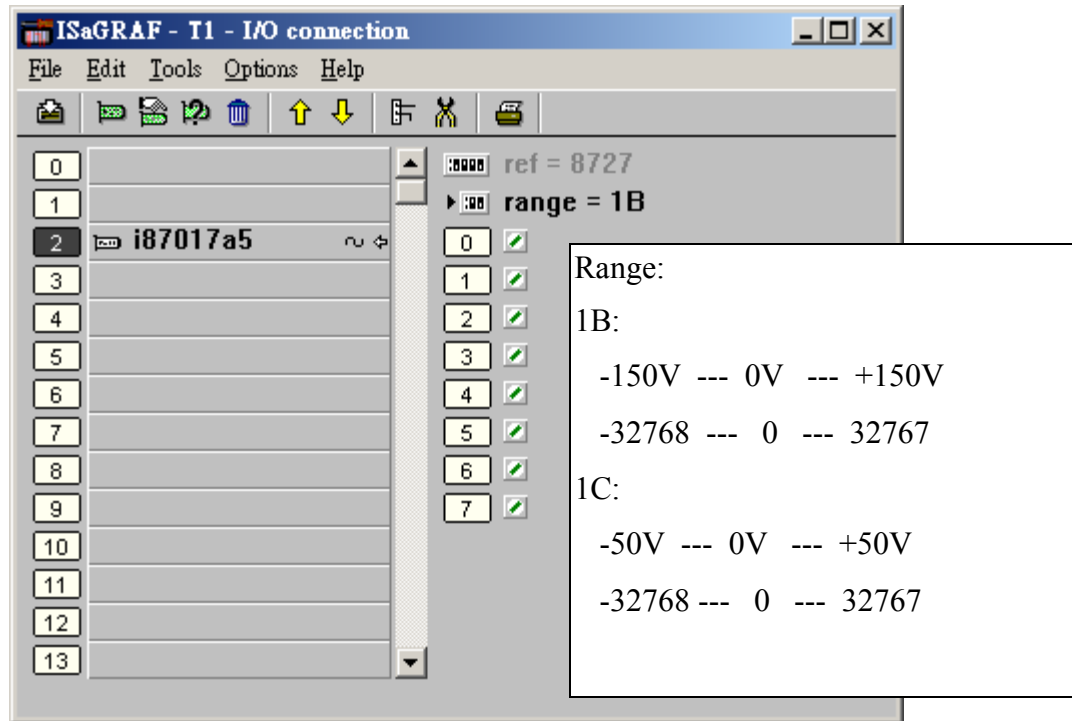 ISaGRAF - T1 - I/O connection
File Edit Tools Options Help
0
1
2 i87017a5
3
4
5
6
7
8
9
10
11
12
13
ref = 8727
range = 1B
0
1
2
3
4
5
6
7
Range:
1B:
-150V --- 0V --- +150V
-32768 --- 0 --- 32767
1C:
-50V --- 0V --- +50V
-32768 --- 0 --- 32767